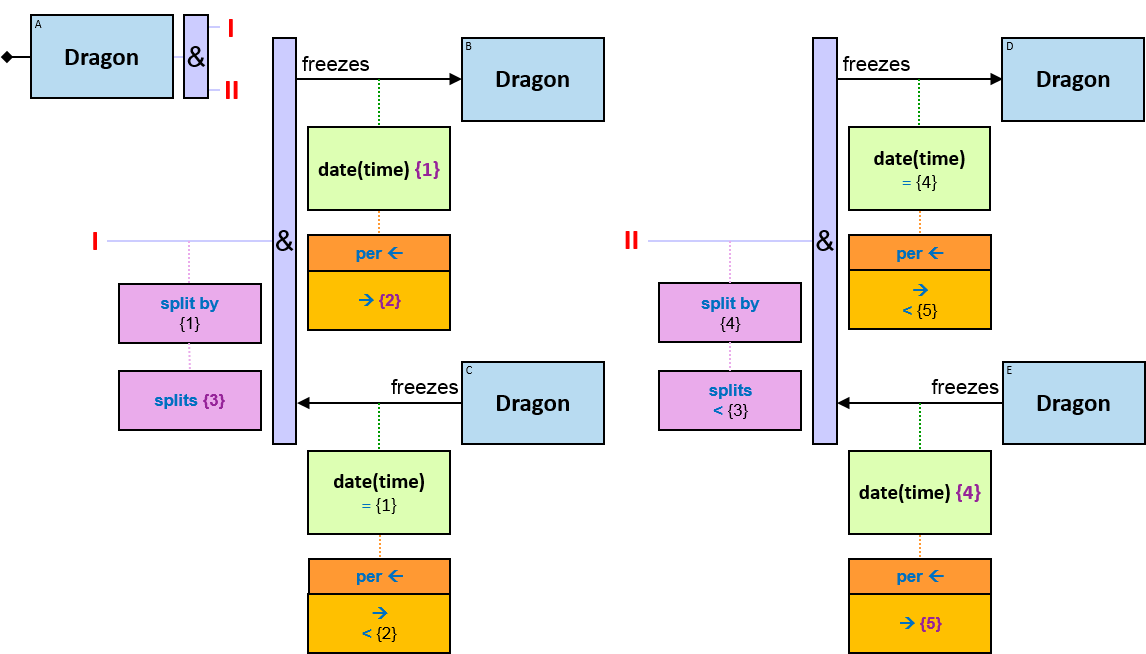 A
Dragon
&
I
II
I
&
split by
{1}
splits {3}
freezes
B
Dragon
date(time) {1}
per ←
→ {2}
freezes
C
Dragon
date(time)
= {1}
per ←
→
< {2}
II
&
split by
{4}
splits
< {3}
freezes
D
Dragon
date(time)
= {4}
per ←
→
< {5}
freezes
E
Dragon
date(time) {4}
per ←
→ {5}